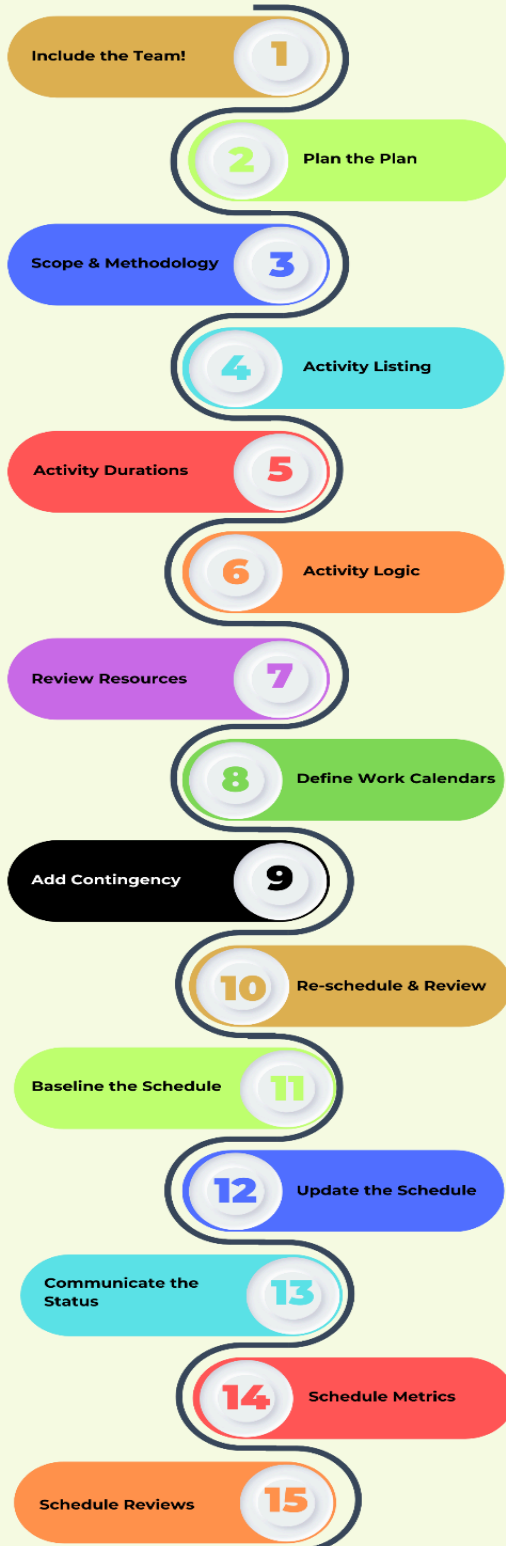 Include the Team!
1
2
Plan the Plan
Scope & Methodology
3
4
Activity Listing
Activity Durations
5
6
Activity Logic
Review Resources
7
8
Define Work Calendars
Add Contingency
9
10
Re-schedule & Review
Baseline the Schedule
11
12
Update the Schedule
Communicate the
Status
13
14
Schedule Metrics
Schedule Reviews
15